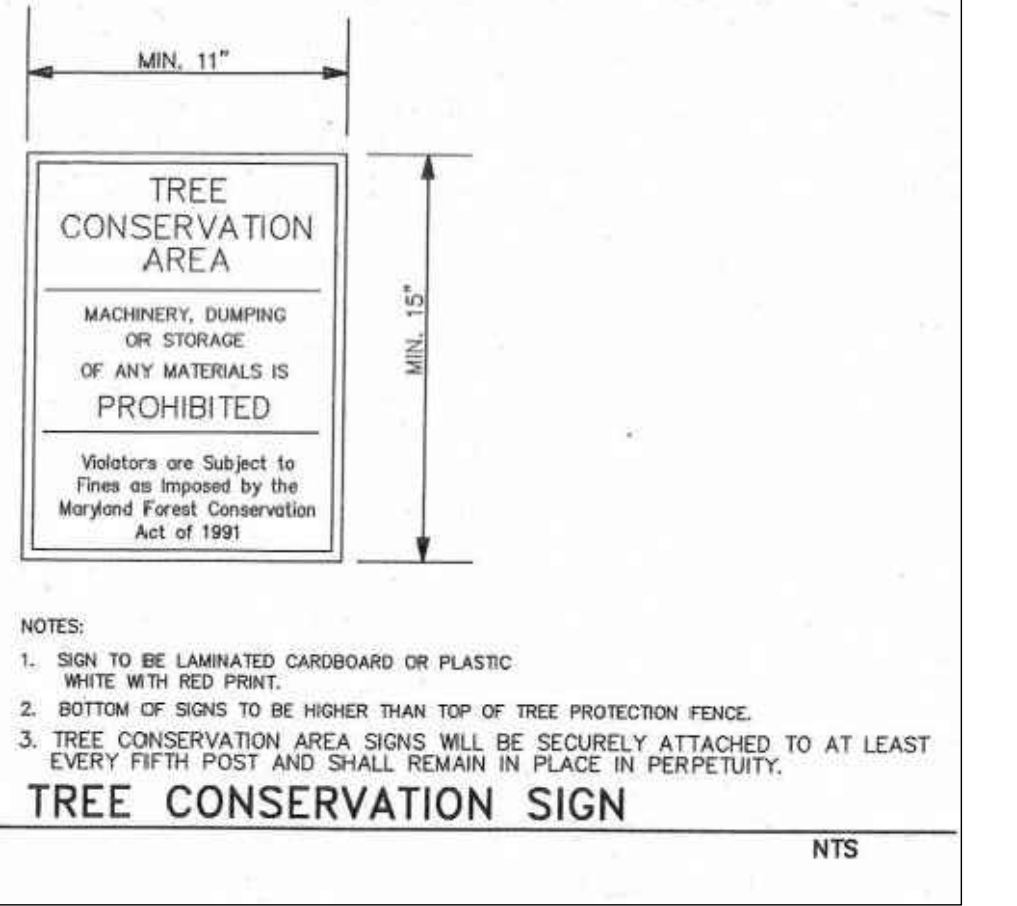 MIN. 11"
TREE
CONSERVATION
AREA
MACHINERY, DUMPING
OR STORAGE
OF ANY MATERIALS IS
PROHIBITED
Violators are Subject to
Fines as Imposed by the
Maryland Forest Conservation
Act of 1991
MIN. 15"
NOTES:
1. SIGN TO BE LAMINATED CARDBOARD OR PLASTIC
WHITE WITH RED PRINT.
2. BOTTOM OF SIGNS TO BE HIGHER THAN TOP OF TREE PROTECTION FENCE.
3. TREE CONSERVATION AREA SIGNS WILL BE SECURELY ATTACHED TO AT LEAST
EVERY FIFTH POST AND SHALL REMAIN IN PLACE IN PERPETUITY.
TREE CONSERVATION SIGN
NTS